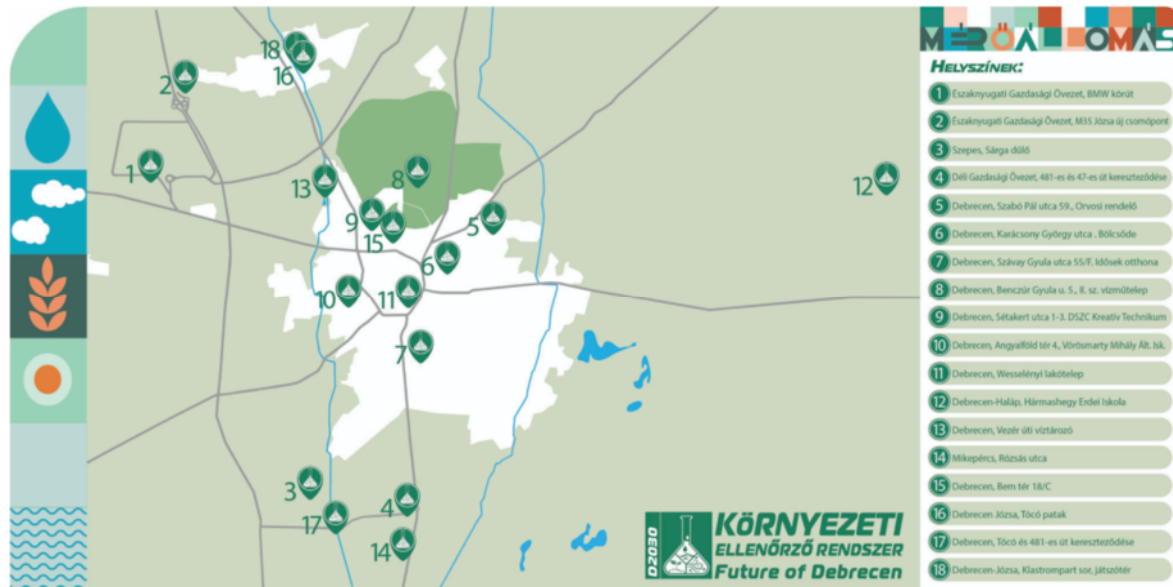 MÉRŐÁLLOMÁS
HELYSZÍNEK:
1 Északnyugati Gazdasági Övezet, BMW körút
2 Északnyugati Gazdasági Övezet, M35 Józsa új csomópont
3 Szepes, Sárga dűlő
4 Déli Gazdasági Övezet, 481-es és 47-es út kereszteződése
5 Debrecen, Szabó Pál utca 59., Orvosi rendelő
6 Debrecen, Karácsony György utca . Bölcsőde
7 Debrecen, Szávay Gyula utca 55/F. Idősek otthona
8 Debrecen, Benczúr Gyula u. 5., II. sz. vízműtelep
9 Debrecen, Sétakert utca 1-3. DSZC Kreatív Technikum
10 Debrecen, Angyalföld tér 4., Vörösmarty Mihály Ált. Isk.
11 Debrecen, Wesselényi lakótelep
12 Debrecen-Haláp, Hármashegy Erdei Iskola
13 Debrecen, Vezér úti víztározó
14 Mikepércs, Rózsás utca
15 Debrecen, Bem tér 18/C
16 Debrecen Józsa, Tócó patak
17 Debrecen, Tócó és 481-es út kereszteződése
18 Debrecen-Józsa, Klastrompart sor, játszótér
18
16
2
1
13
8
12
9
15
5
6
10
11
7
3
4
17
14
D2030
KÖRNYEZETI
ELLENŐRZŐ RENDSZER
Future of Debrecen